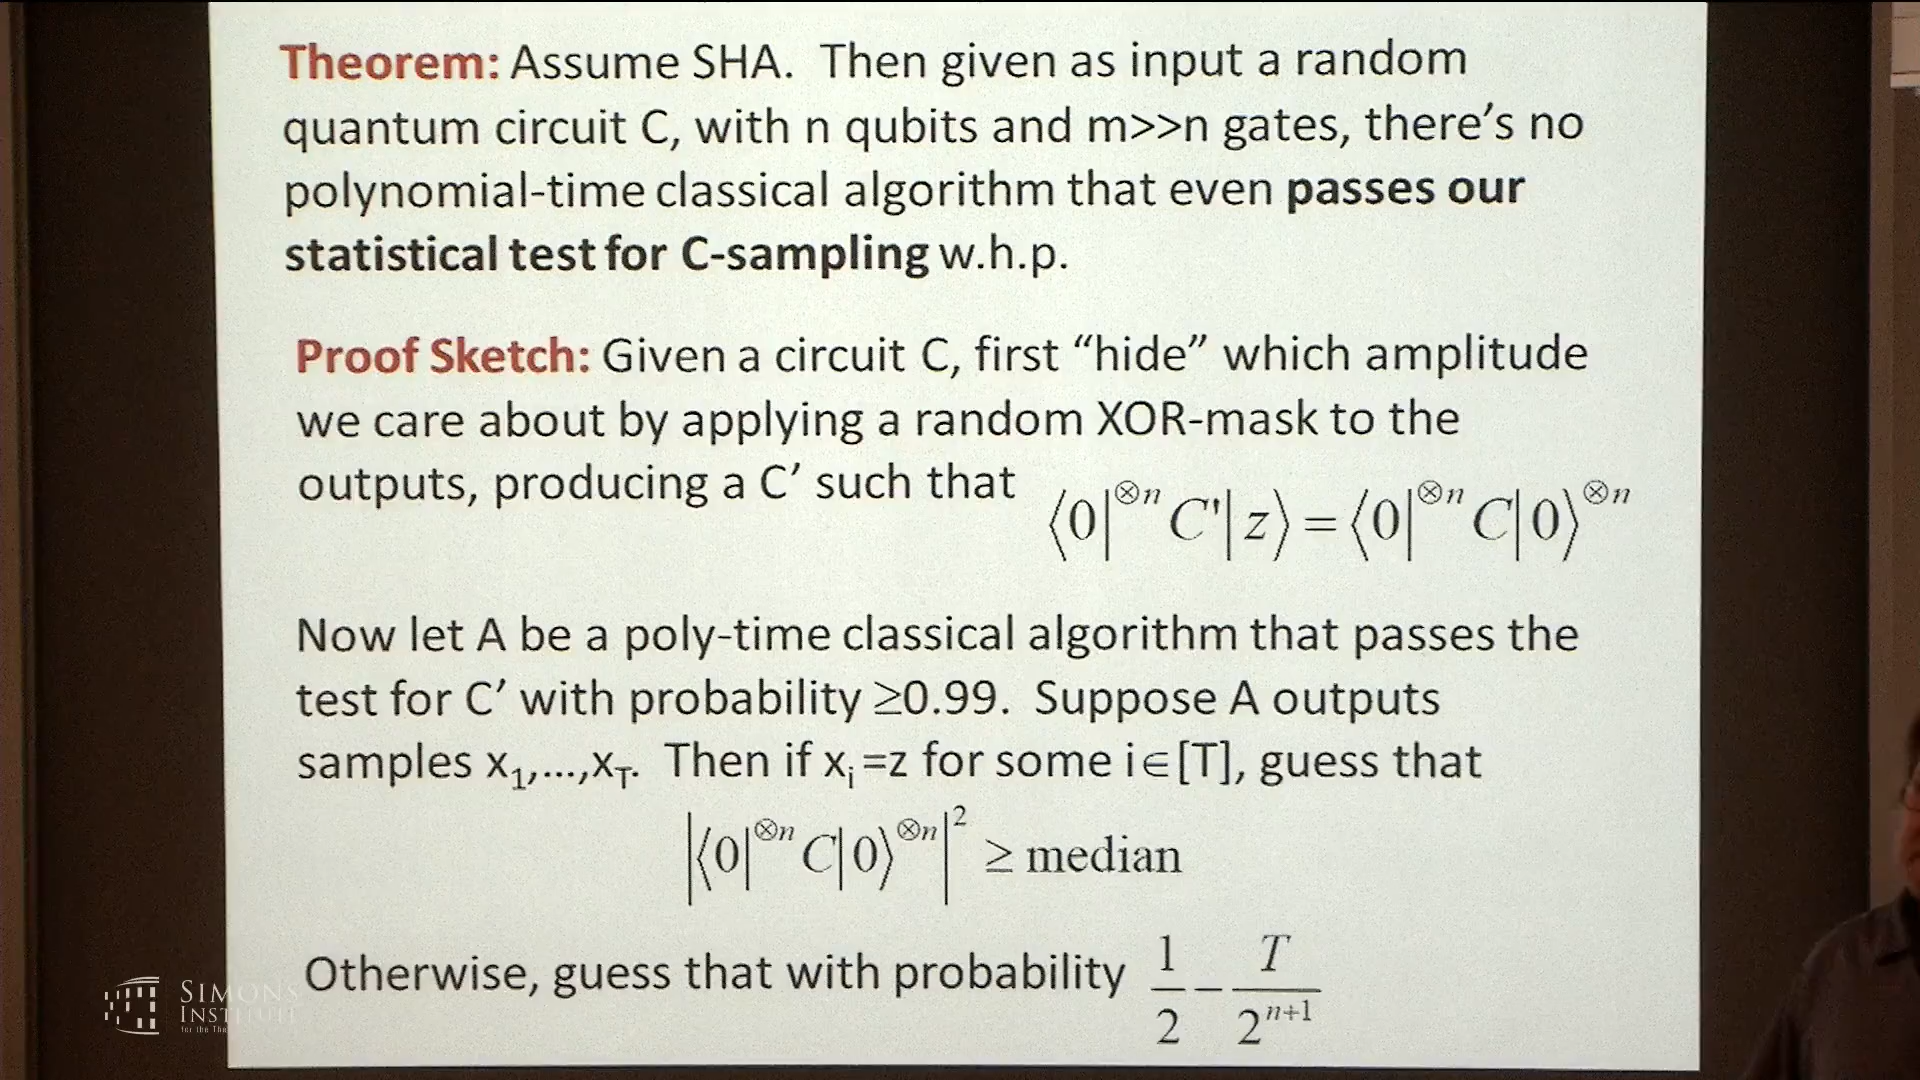 Theorem: Assume SHA. Then given as input a random
quantum circuit C, with n qubits and m>>n gates, there's no
polynomial-time classical algorithm that even passes our
statistical test for C-sampling w.h.p.
Proof Sketch: Given a circuit C, first "hide" which amplitude
we care about by applying a random XOR-mask to the
outputs, producing a C' such that ⟨0|^{⊗n} C'|z⟩ = ⟨0|^{⊗n} C|0⟩^{⊗n}
Now let A be a poly-time classical algorithm that passes the
test for C' with probability ≥0.99. Suppose A outputs
samples x₁,...,x_T. Then if x_i=z for some i∈[T], guess that
|⟨0|^{⊗n} C|0⟩^{⊗n}|² ≥ median
Otherwise, guess that with probability 1/2 − T/2^{n+1}
SIMONS
INSTITUTE
for the